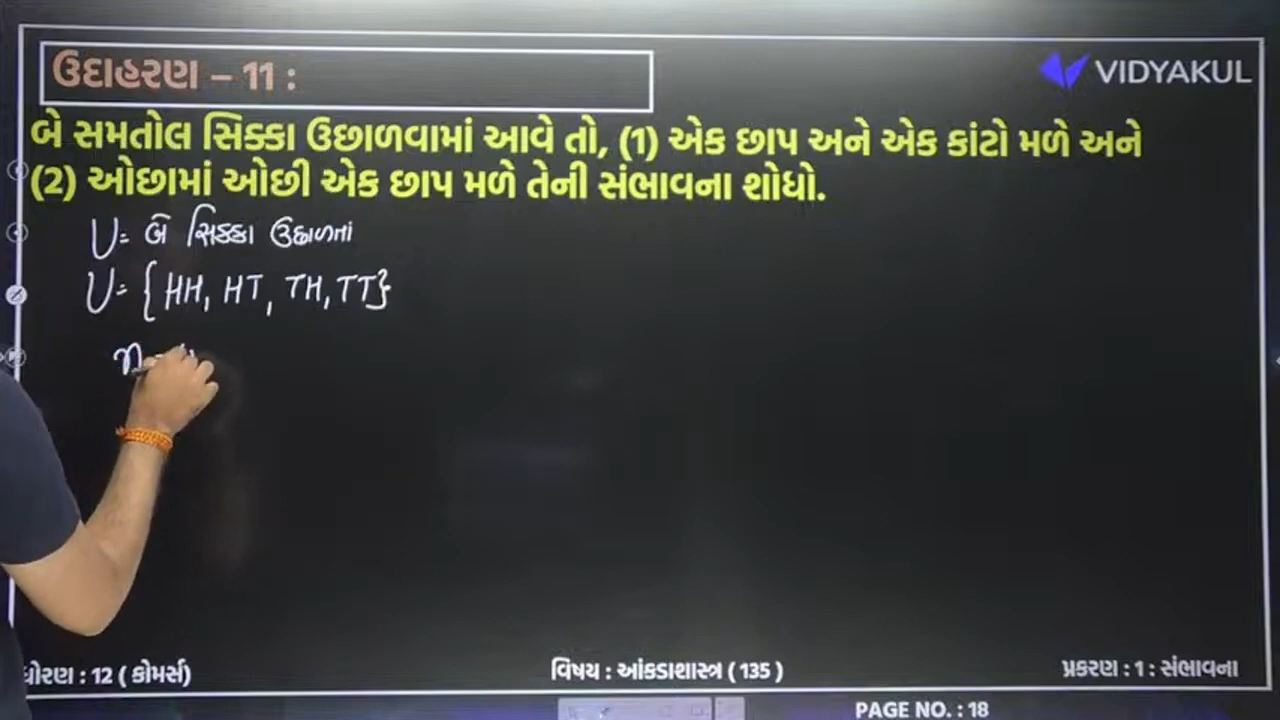 ઉદાહરણ – 11 :
VIDYAKUL
બે સમતોલ સિક્કા ઉછાળવામાં આવે તો, (1) એક છાપ અને એક કાંટો મળે અને
(2) ઓછામાં ઓછી એક છાપ મળે તેની સંભાવના શોધો.
U= બે સિક્કા ઉછાળતાં
U= {HH, HT, TH, TT}
n
ધોરણ : 12 ( કોમર્સ)
વિષય : આંકડાશાસ્ત્ર ( 135 )
પ્રકરણ : 1 : સંભાવના
PAGE NO. : 18